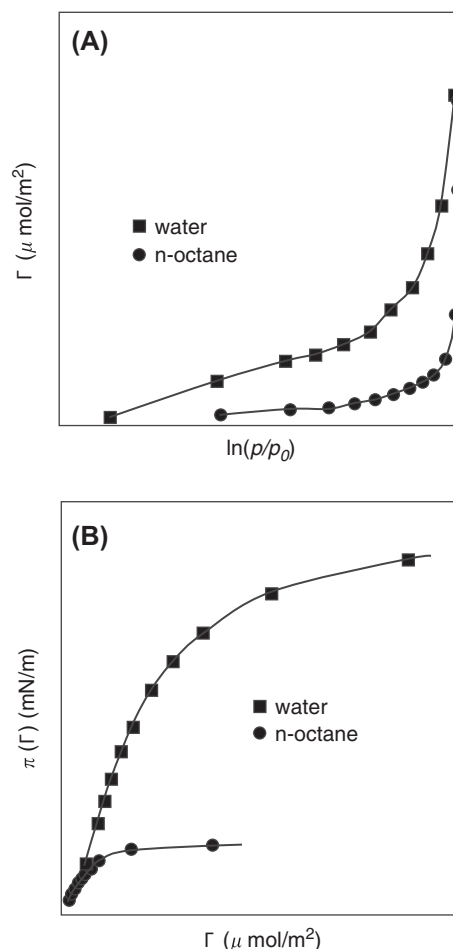 (A)
Γ (μ mol/m²)
water
n-octane
ln(p/p₀)
(B)
π (Γ) (mN/m)
water
n-octane
Γ (μ mol/m²)